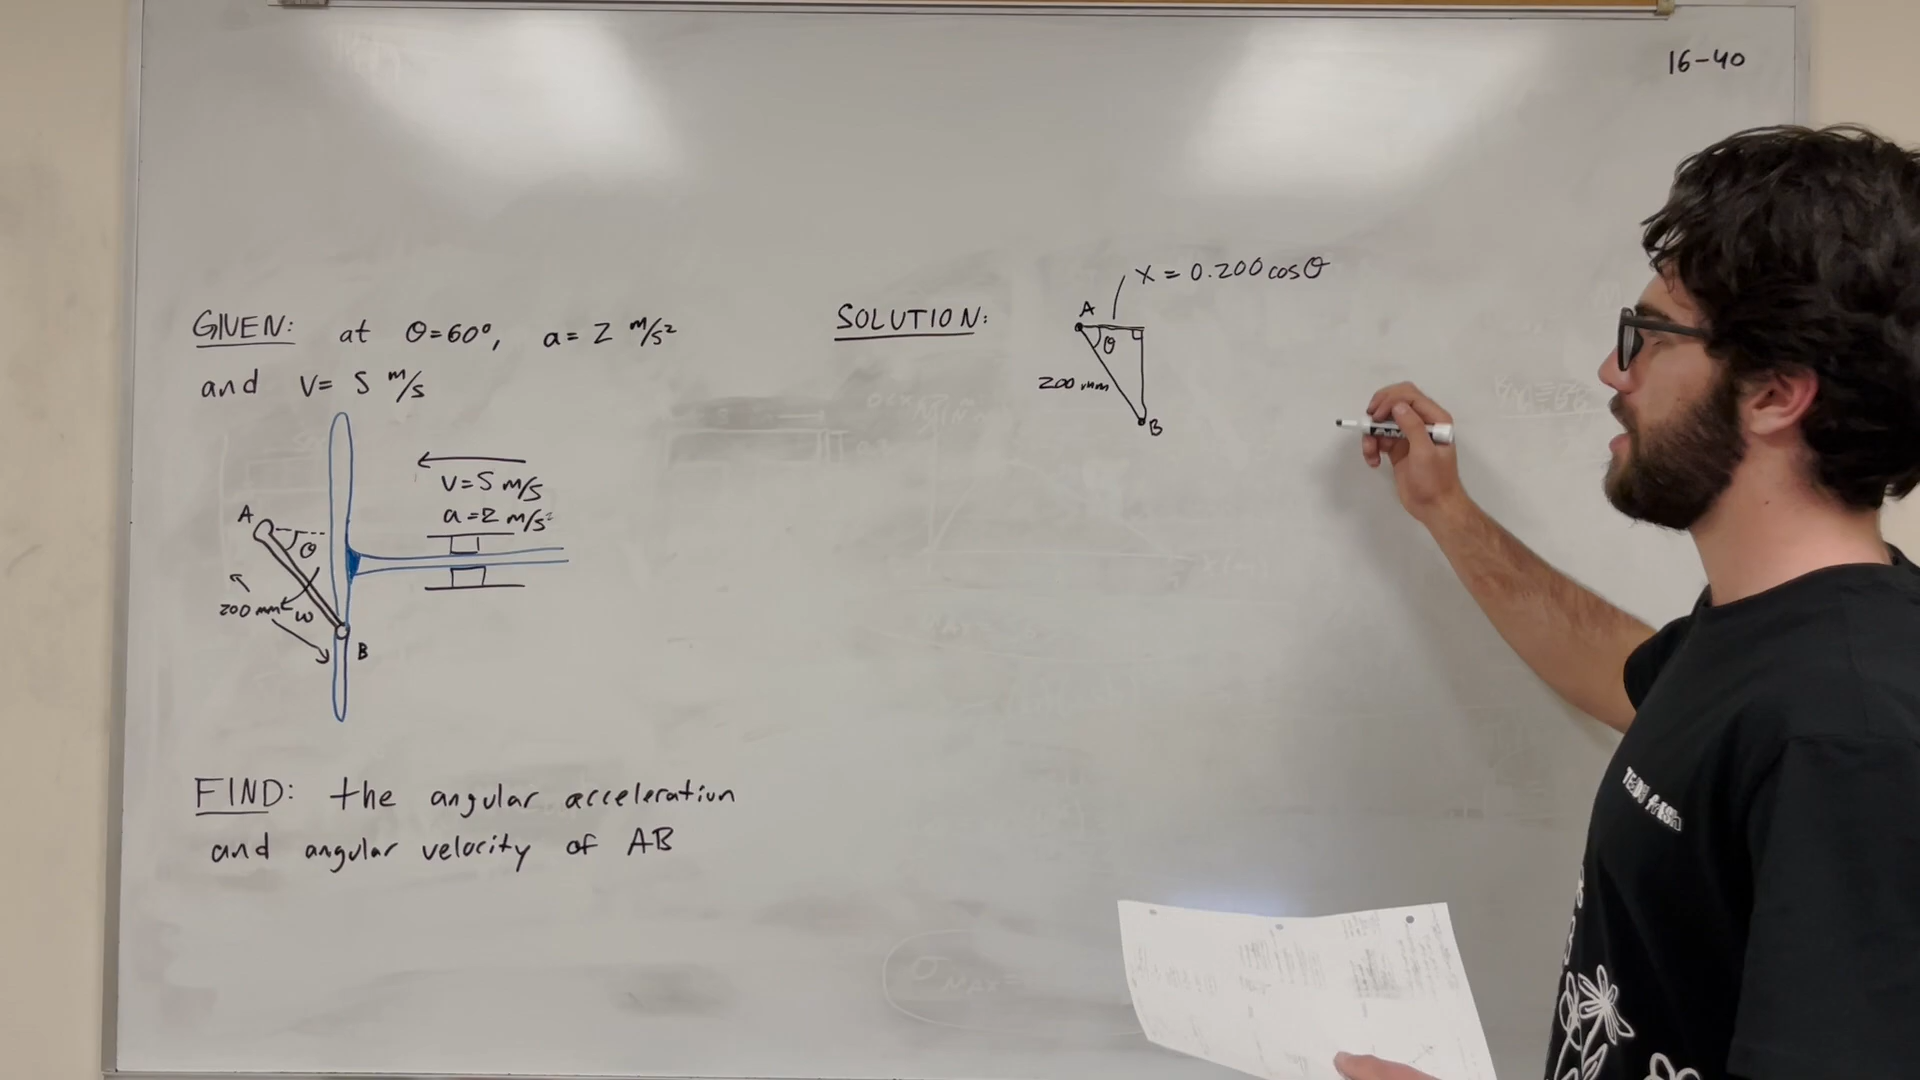 16-40
GIVEN: at θ=60°, a= 2 m/s²
and v= 5 m/s
v=5 m/s
a=2 m/s²
A
θ
200 mm
ω
B
FIND: the angular acceleration
and angular velocity of AB
SOLUTION:
x = 0.200 cosθ
A
θ
200 mm
B